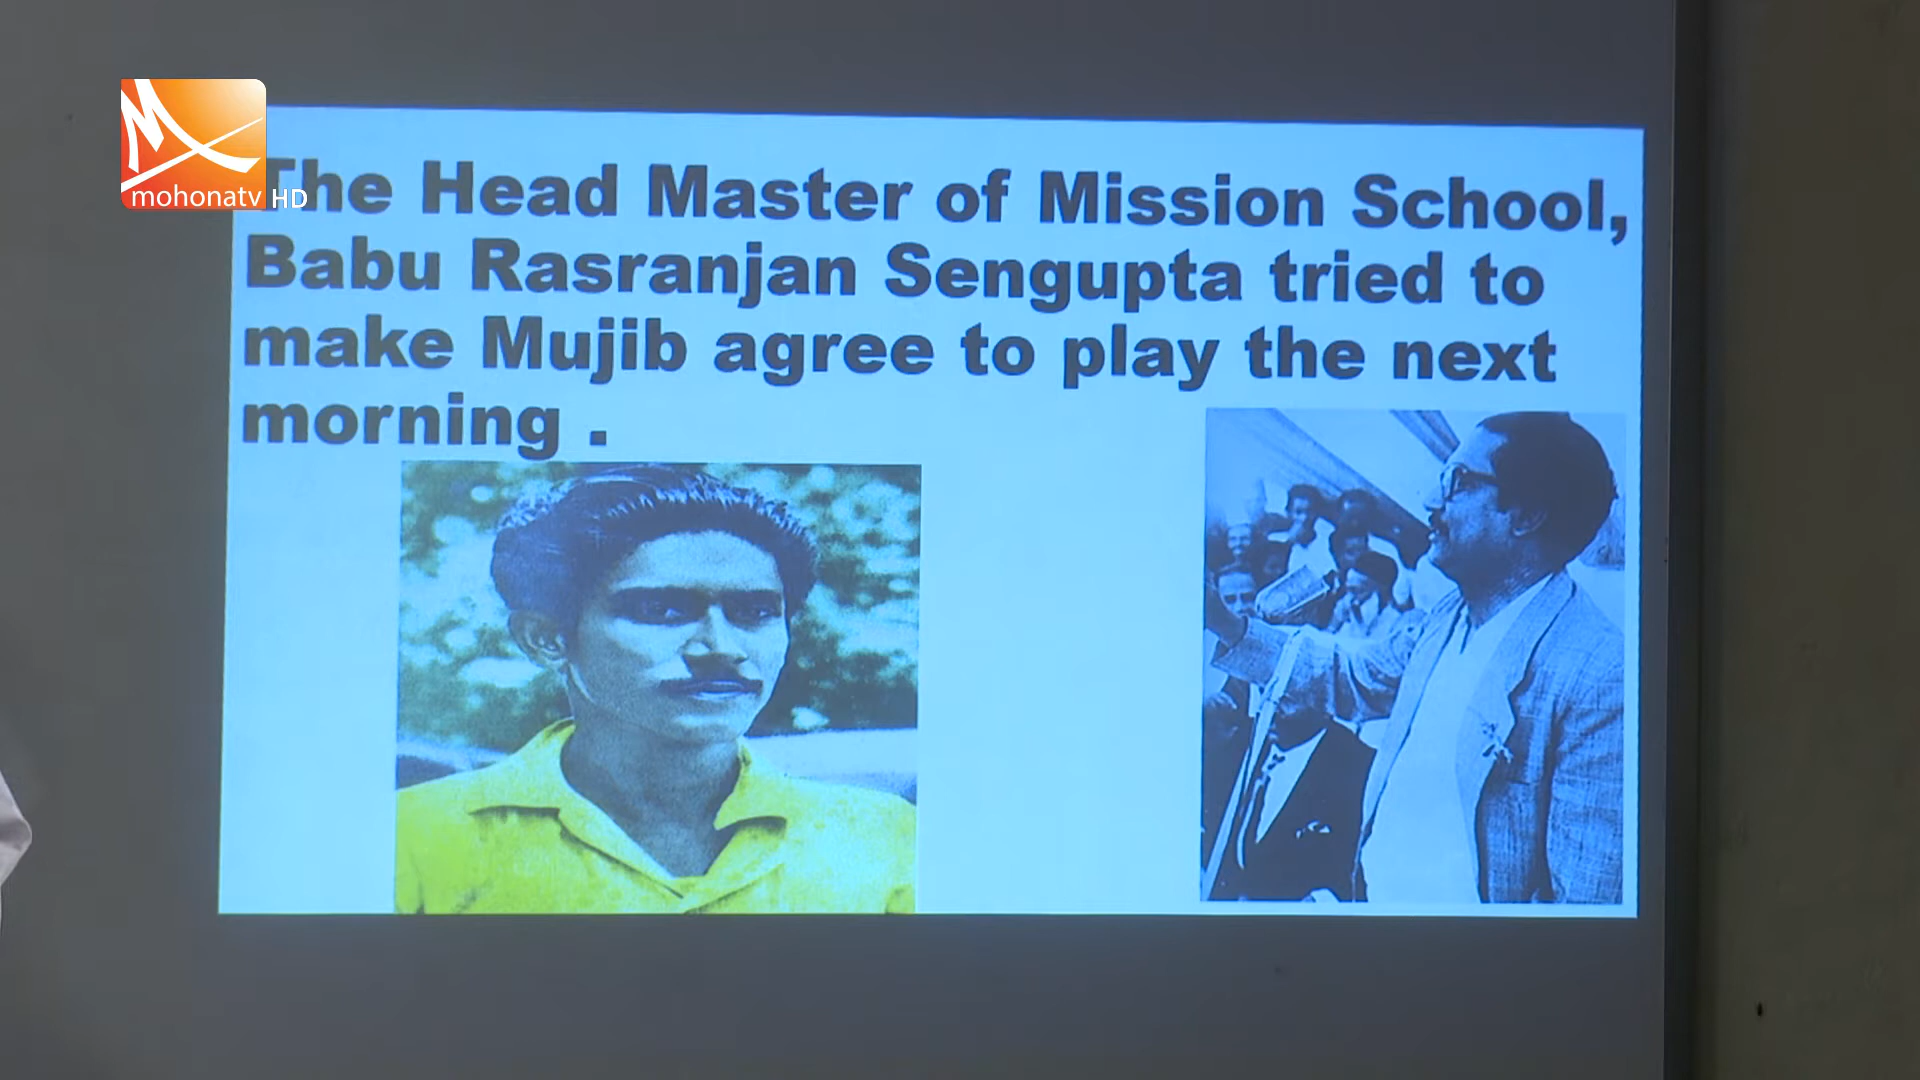 mohonatv HD
The Head Master of Mission School,
Babu Rasranjan Sengupta tried to
make Mujib agree to play the next
morning .